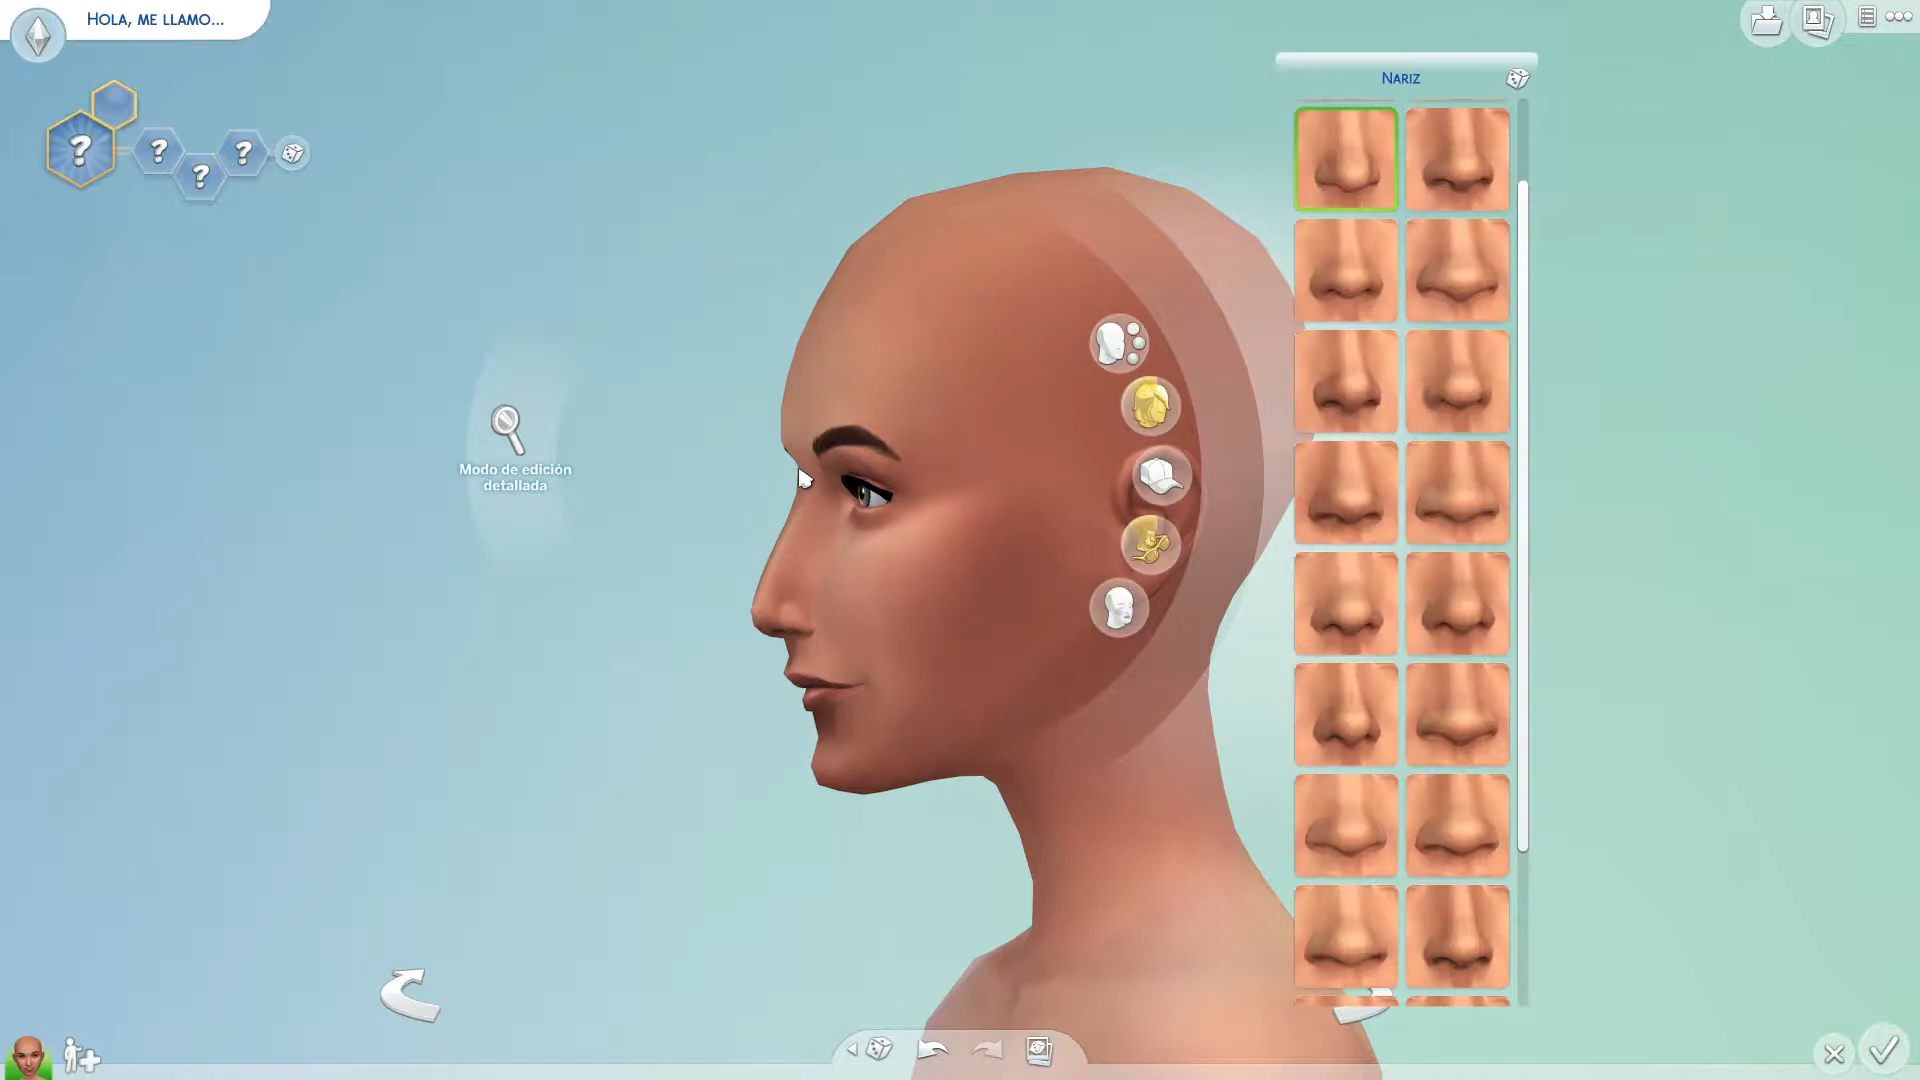 HOLA, ME LLAMO...
NARIZ
?
?
?
?
Modo de edición
detallada